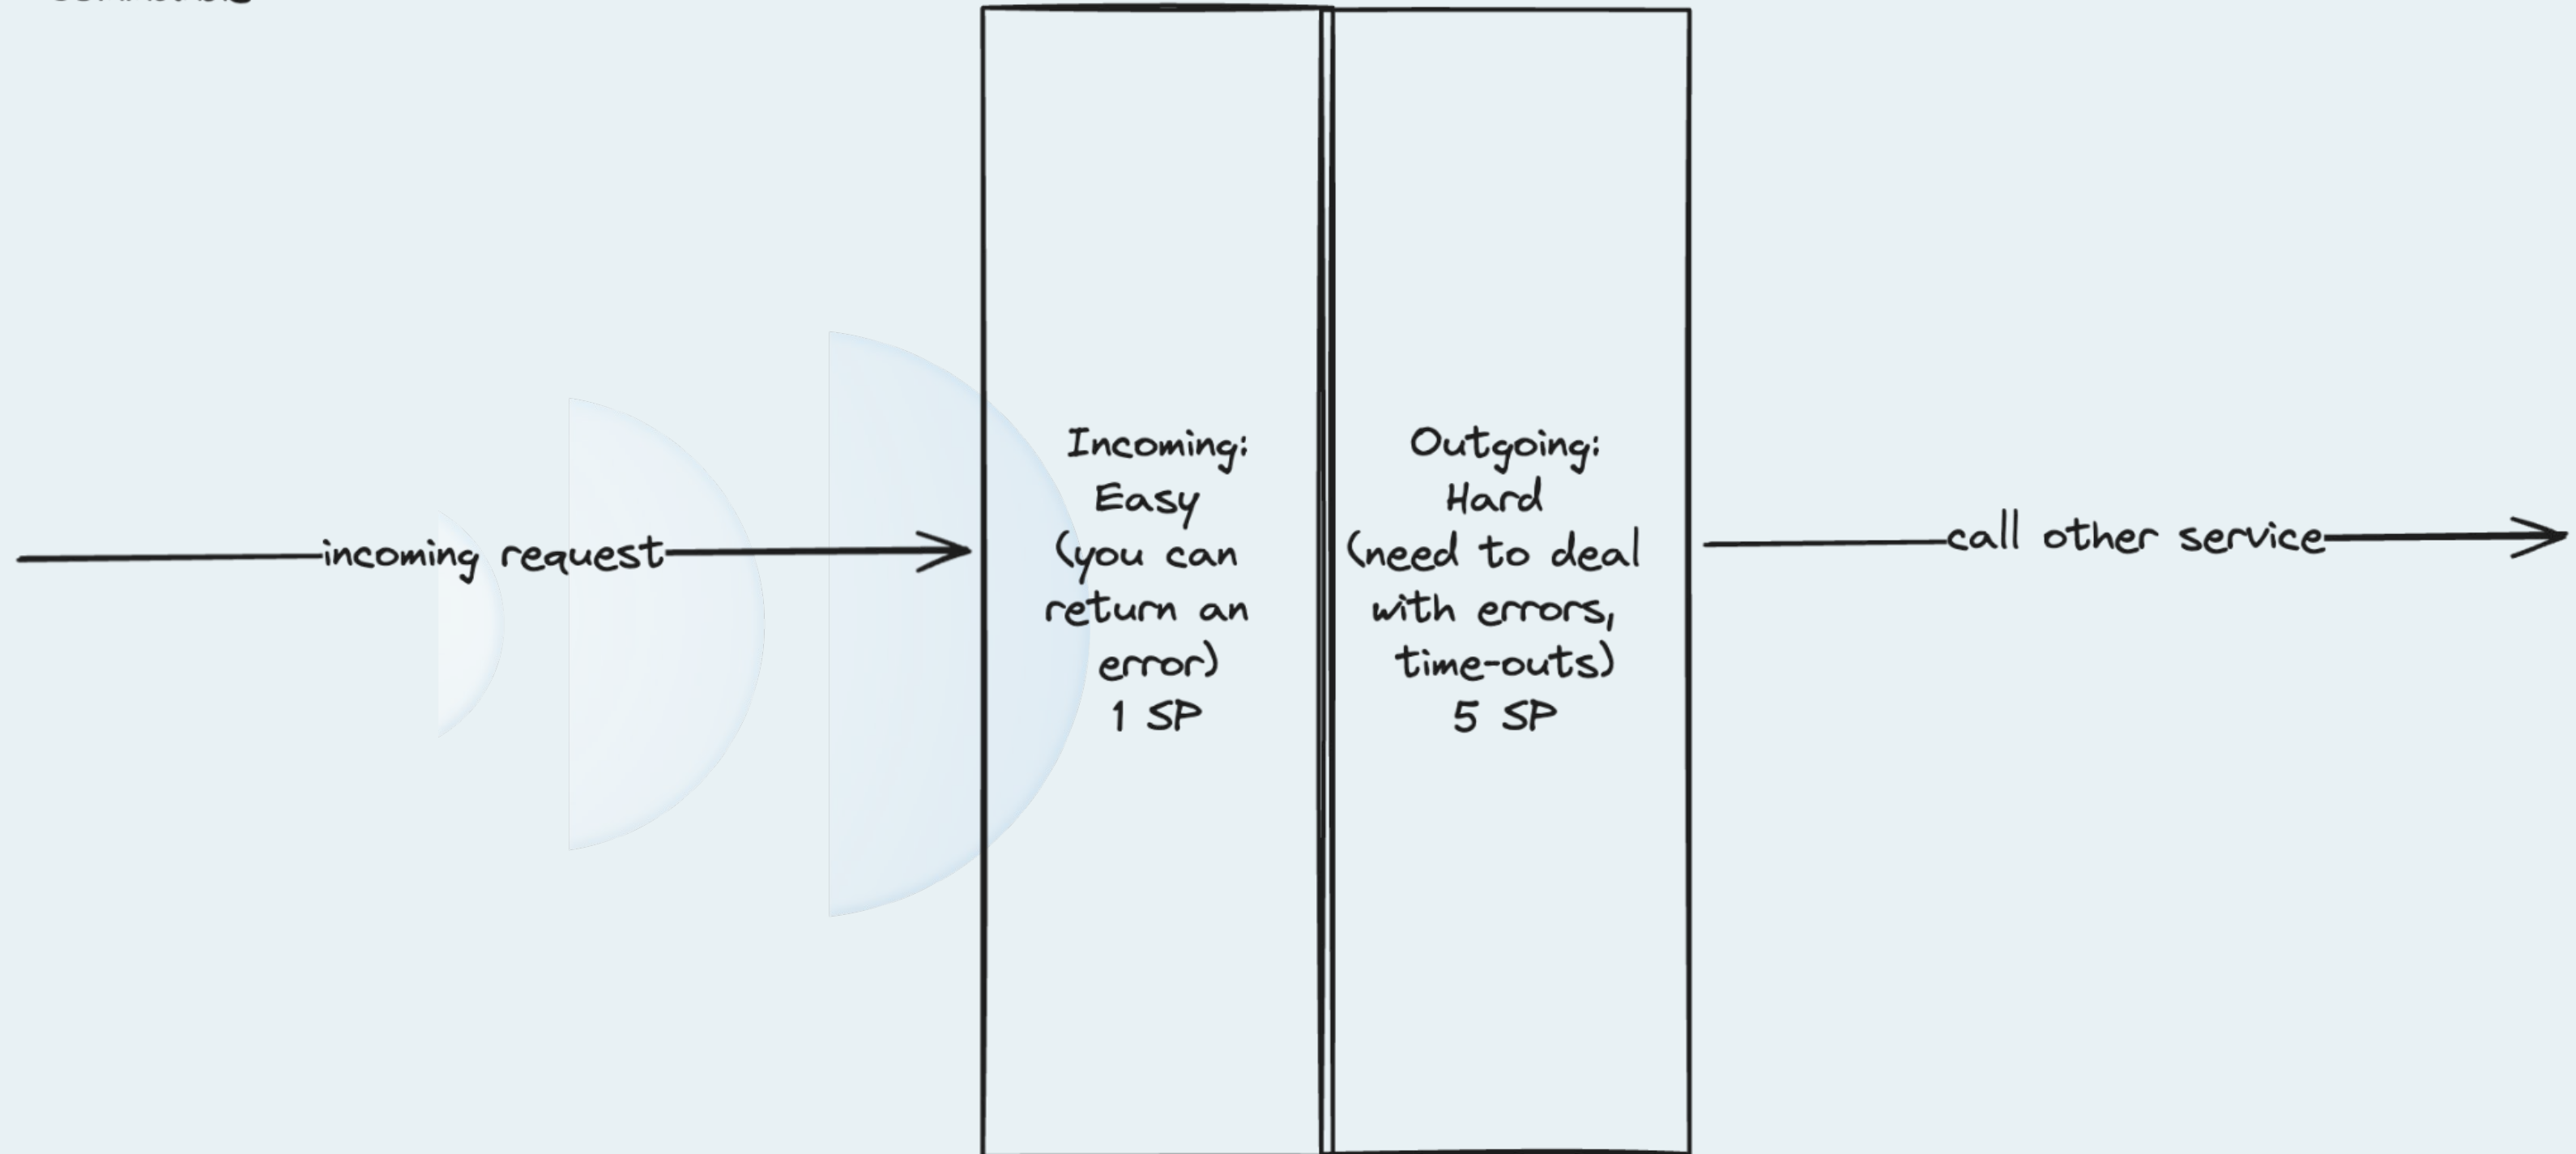 incoming request
Incoming:
Easy
(you can
return an
error)
1 SP
Outgoing:
Hard
(need to deal
with errors,
time-outs)
5 SP
call other service